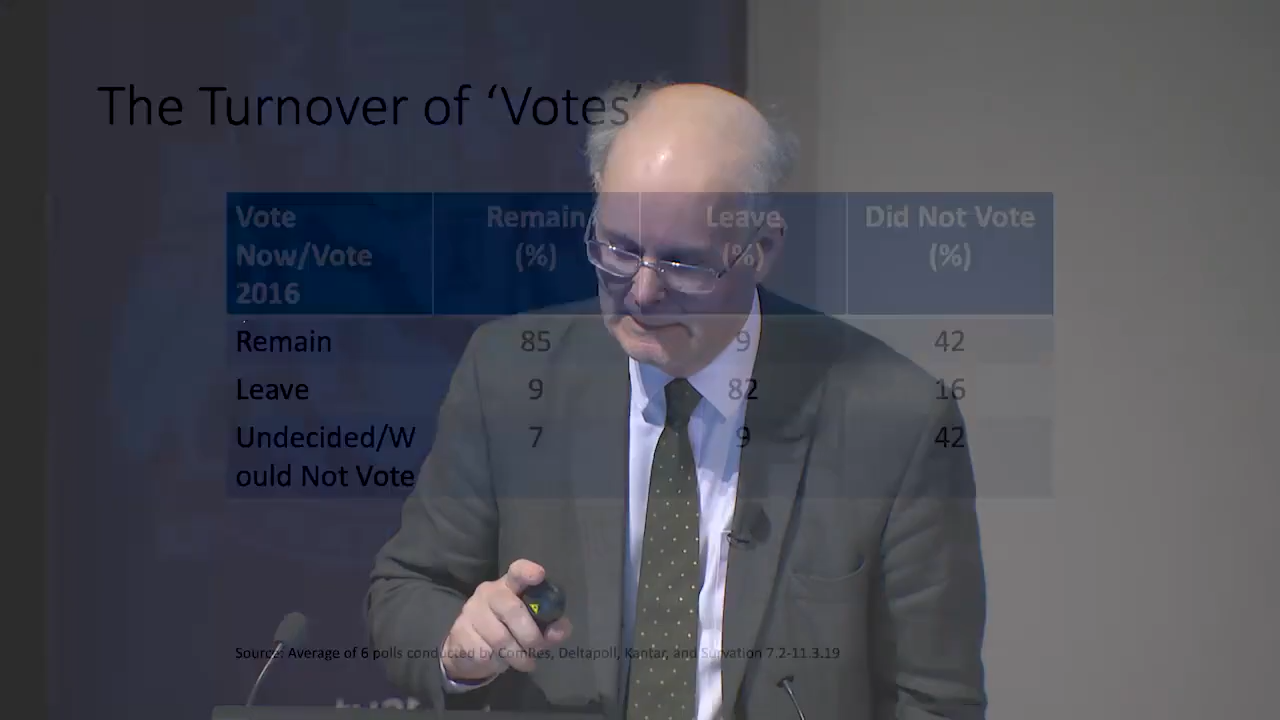 The Turnover of ‘Votes’
Vote Now/Vote 2016 Remain (%) Leave (%) Did Not Vote (%)
Remain 85 9 42
Leave 9 82 16
Undecided/Would Not Vote 7 9 42
Source: Average of 6 polls conducted by ComRes, Deltapoll, Kantar, and Survation 7.2-11.3.19